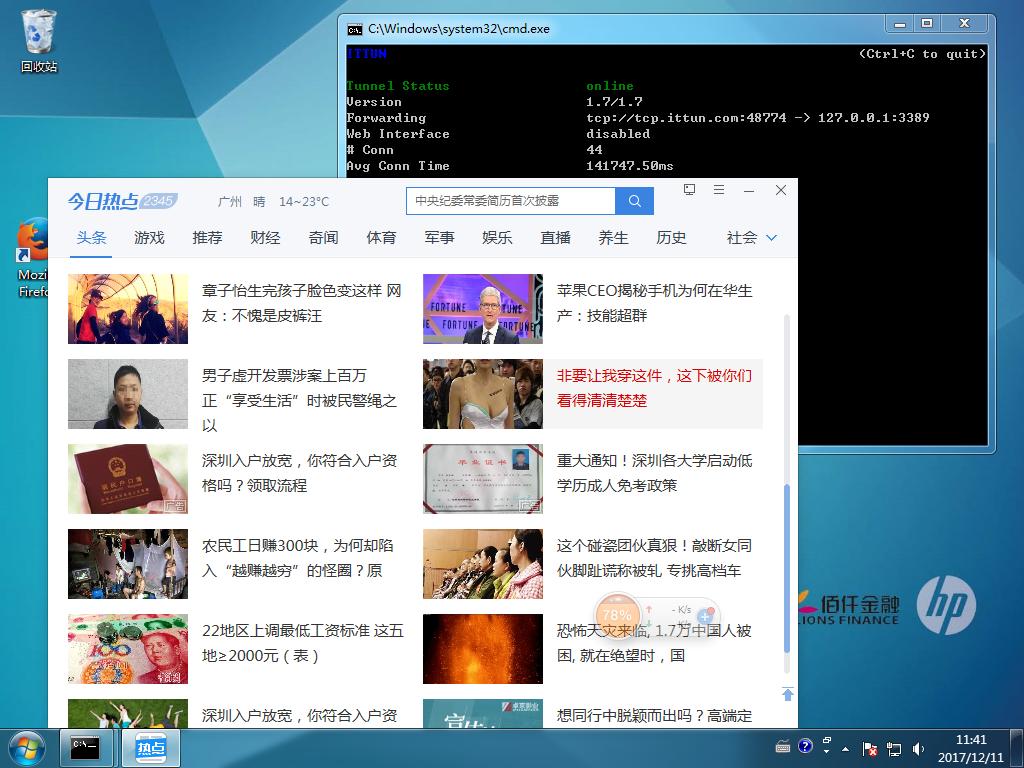 回收站
C:\Windows\system32\cmd.exe
ITTUN (Ctrl+C to quit)
Tunnel Status online
Version 1.7/1.7
Forwarding tcp://tcp.ittun.com:48774 -> 127.0.0.1:3389
Web Interface disabled
# Conn 44
Avg Conn Time 141747.50ms
今日热点 2345 广州 晴 14~23°C 中央纪委常委简历首次披露
头条 游戏 推荐 财经 奇闻 体育 军事 娱乐 直播 养生 历史 社会
Mozi
Firefo
章子怡生完孩子脸色变这样 网
友：不愧是皮裤汪
FORTUNE
FORTUNE FORTUNE
苹果CEO揭秘手机为何在华生
产：技能超群
男子虚开发票涉案上百万
正“享受生活”时被民警绳之
以
非要让我穿这件，这下被你们
看得清清楚楚
居民户口簿
广告
深圳入户放宽，你符合入户资
格吗？领取流程
毕业证书
广告
重大通知！深圳各大学启动低
学历成人免考政策
农民工日赚300块，为何却陷
入“越赚越穷”的怪圈？原
这个碰瓷团伙真狠！敲断女同
伙脚趾谎称被轧 专挑高档车
78% - K/s
佰仟金融
LIONS FINANCE
hp
100
22地区上调最低工资标准 这五
地≥2000元（表）
恐怖天灾来临, 1.7万中国人被
困, 就在绝望时，国
深圳入户放宽，你符合入户资
想同行中脱颖而出吗？高端定
C:\_
热点
11:41
2017/12/11